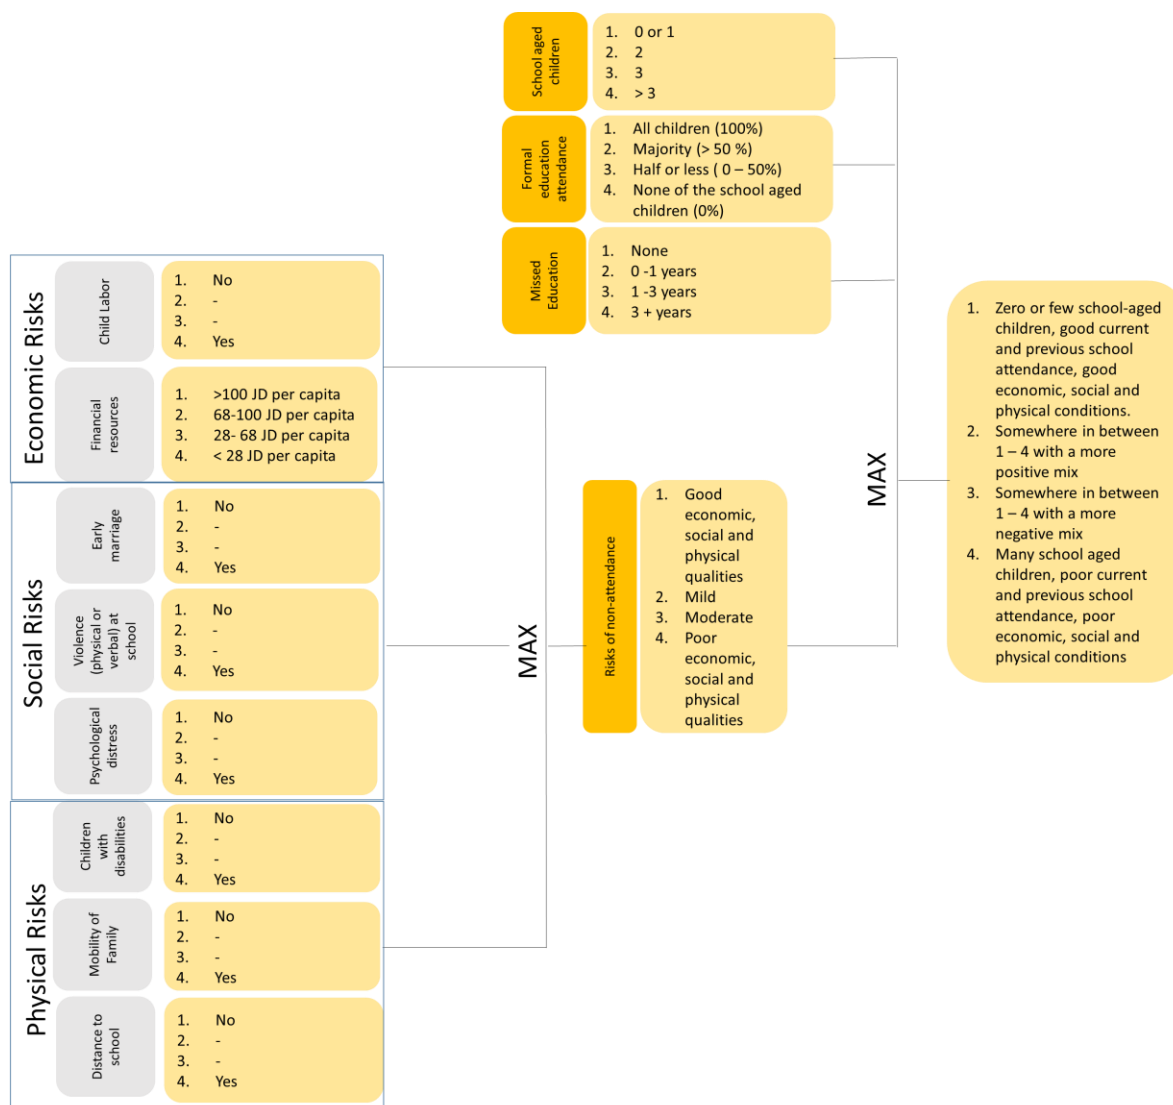 School aged
children
1. 0 or 1
2. 2
3. 3
4. > 3
Formal
education
attendance
1. All children (100%)
2. Majority (> 50 %)
3. Half or less ( 0 – 50%)
4. None of the school aged
children (0%)
Missed
Education
1. None
2. 0 -1 years
3. 1 -3 years
4. 3 + years
Economic Risks
Child Labor
1. No
2. -
3. -
4. Yes
Financial
resources
1. >100 JD per capita
2. 68-100 JD per capita
3. 28- 68 JD per capita
4. < 28 JD per capita
Social Risks
Early
marriage
1. No
2. -
3. -
4. Yes
Violence
(physical or
verbal) at
school
1. No
2. -
3. -
4. Yes
Psychological
distress
1. No
2. -
3. -
4. Yes
Physical Risks
Children
with
disabilities
1. No
2. -
3. -
4. Yes
Mobility of
Family
1. No
2. -
3. -
4. Yes
Distance to
school
1. No
2. -
3. -
4. Yes
MAX
Risks of non-attendance
1. Good
economic,
social and
physical
qualities
2. Mild
3. Moderate
4. Poor
economic,
social and
physical
qualities
MAX
1. Zero or few school-aged
children, good current
and previous school
attendance, good
economic, social and
physical conditions.
2. Somewhere in between
1 – 4 with a more
positive mix
3. Somewhere in between
1 – 4 with a more
negative mix
4. Many school aged
children, poor current
and previous school
attendance, poor
economic, social and
physical conditions